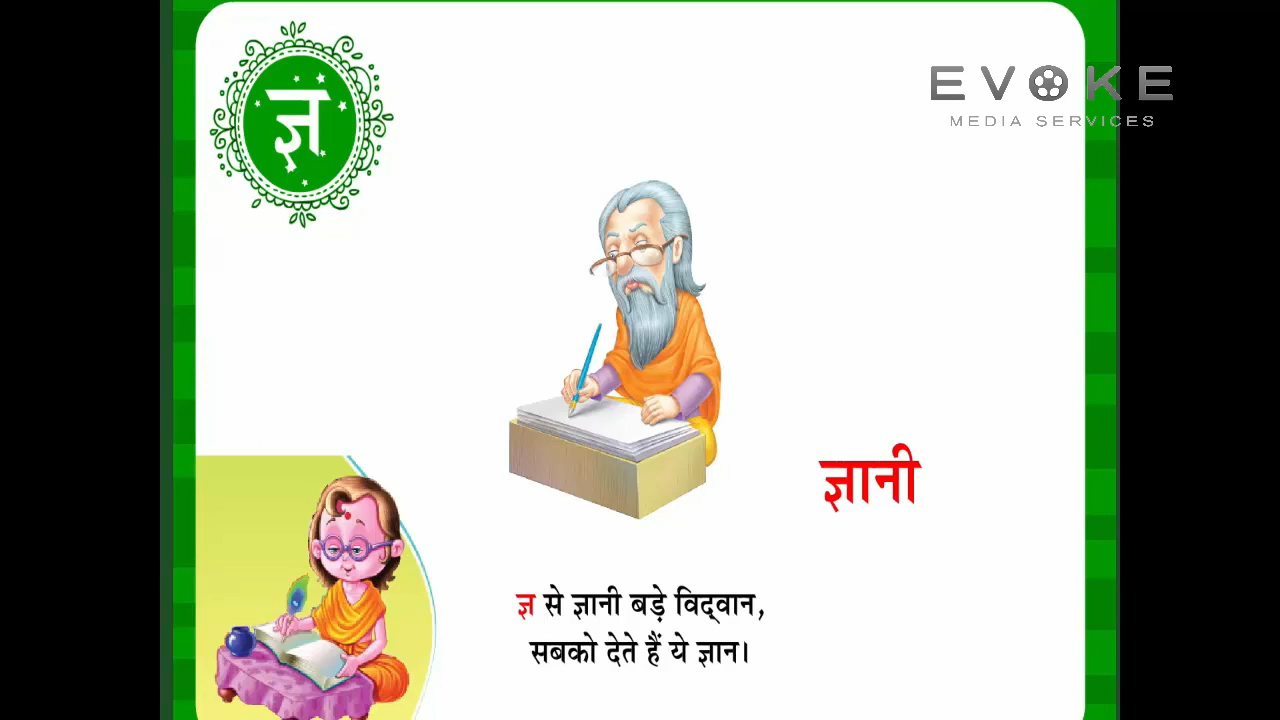 ज्ञ
EVOKE
MEDIA SERVICES
ज्ञानी
ज्ञ से ज्ञानी बड़े विद्‌वान,
सबको देते हैं ये ज्ञान।